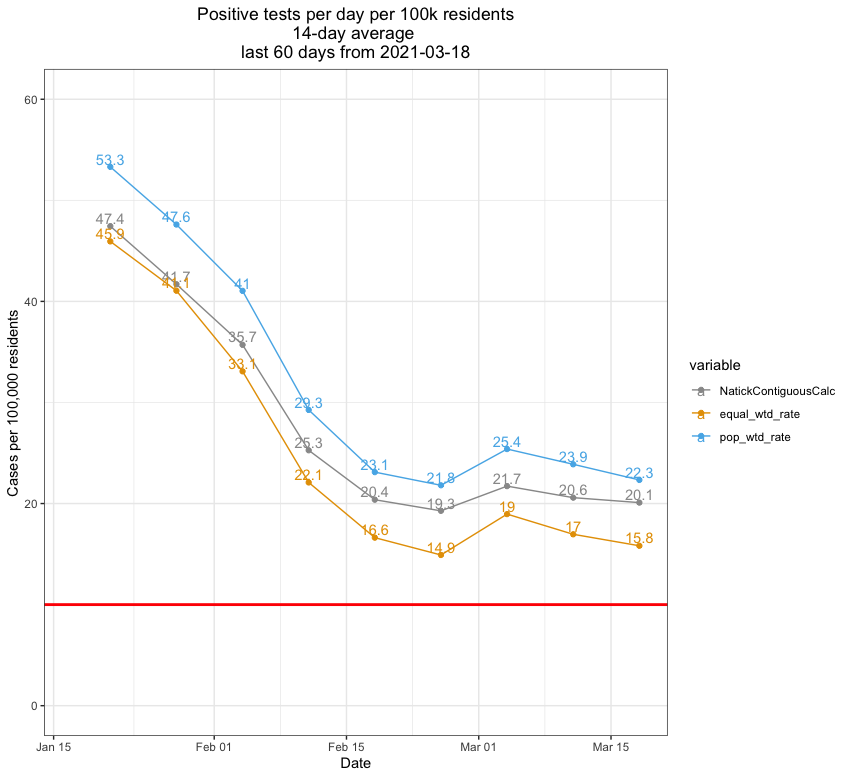 Positive tests per day per 100k residents
14-day average
last 60 days from 2021-03-18
Cases per 100,000 residents
60
40
20
0
53.3
47.6
41
29.3
23.1
21.8
25.4
23.9
22.3
47.4
41.7
35.7
25.3
20.4
19.3
21.7
20.6
20.1
45.9
41.1
33.1
22.1
16.6
14.9
19
17
15.8
Jan 15
Feb 01
Feb 15
Mar 01
Mar 15
Date
variable
a NatickContiguousCalc
a equal_wtd_rate
a pop_wtd_rate